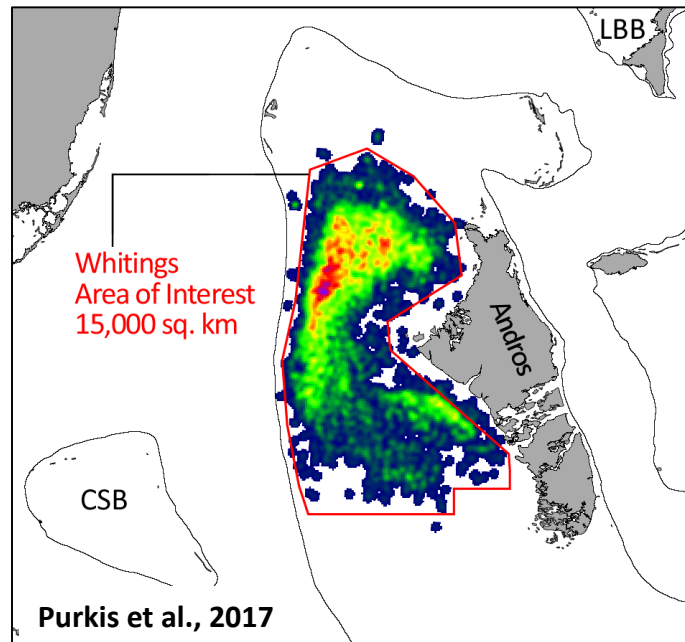 LBB
Whitings
Area of Interest
15,000 sq. km
Andros
CSB
Purkis et al., 2017